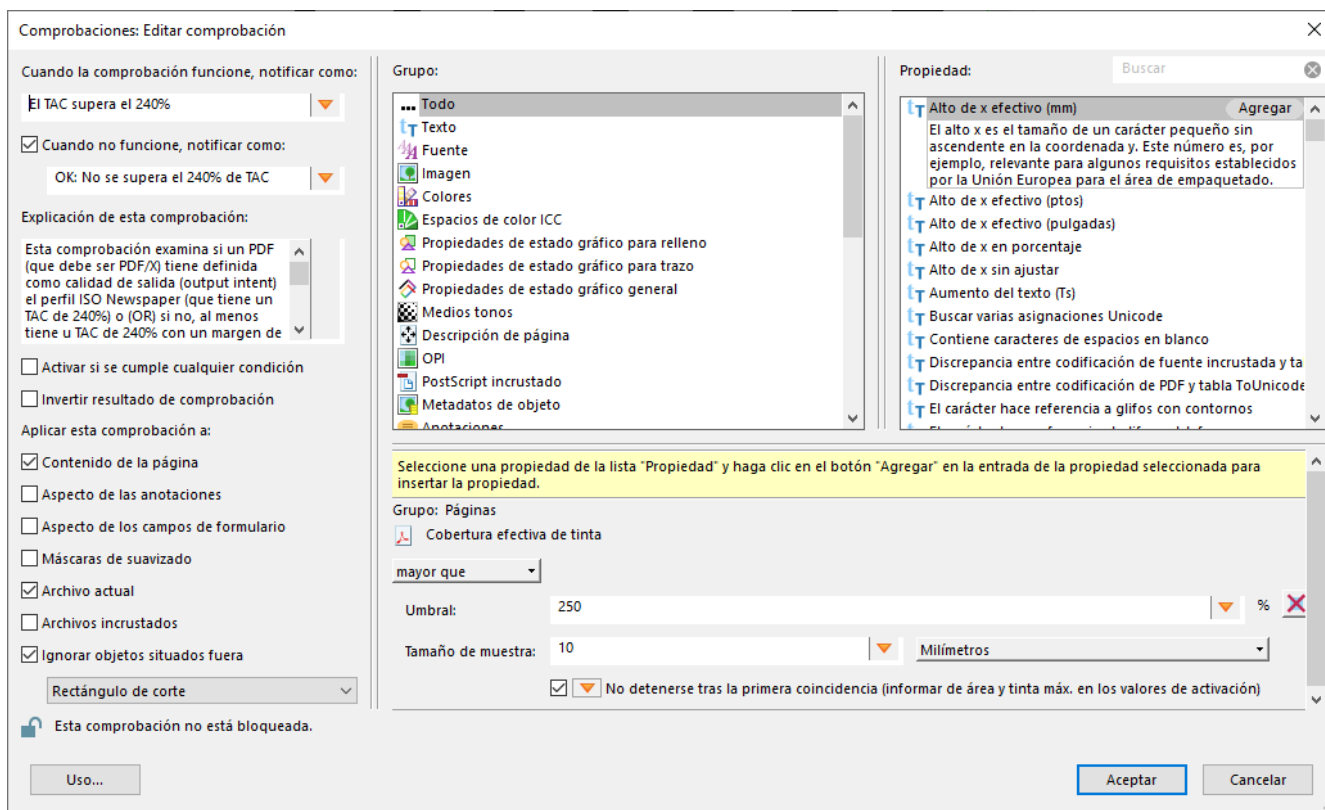 Comprobaciones: Editar comprobación
Cuando la comprobación funcione, notificar como:
El TAC supera el 240%
Cuando no funcione, notificar como:
OK: No se supera el 240% de TAC
Explicación de esta comprobación:
Esta comprobación examina si un PDF
(que debe ser PDF/X) tiene definida
como calidad de salida (output intent)
el perfil ISO Newspaper (que tiene un
TAC de 240%) o (OR) si no, al menos
tiene u TAC de 240% con un margen de
Activar si se cumple cualquier condición
Invertir resultado de comprobación
Aplicar esta comprobación a:
Contenido de la página
Aspecto de las anotaciones
Aspecto de los campos de formulario
Máscaras de suavizado
Archivo actual
Archivos incrustados
Ignorar objetos situados fuera
Rectángulo de corte
Esta comprobación no está bloqueada.
Uso...
Grupo:
Todo
Texto
Fuente
Imagen
Colores
Espacios de color ICC
Propiedades de estado gráfico para relleno
Propiedades de estado gráfico para trazo
Propiedades de estado gráfico general
Medios tonos
Descripción de página
OPI
PostScript incrustado
Metadatos de objeto
Anotaciones
Propiedad:
Buscar
Alto de x efectivo (mm)
Agregar
El alto x es el tamaño de un carácter pequeño sin
ascendente en la coordenada y. Este número es, por
ejemplo, relevante para algunos requisitos establecidos
por la Unión Europea para el área de empaquetado.
Alto de x efectivo (ptos)
Alto de x efectivo (pulgadas)
Alto de x en porcentaje
Alto de x sin ajustar
Aumento del texto (Ts)
Buscar varias asignaciones Unicode
Contiene caracteres de espacios en blanco
Discrepancia entre codificación de fuente incrustada y ta
Discrepancia entre codificación de PDF y tabla ToUnicode
El carácter hace referencia a glifos con contornos
Seleccione una propiedad de la lista "Propiedad" y haga clic en el botón "Agregar" en la entrada de la propiedad seleccionada para
insertar la propiedad.
Grupo: Páginas
Cobertura efectiva de tinta
mayor que
Umbral:
250
%
Tamaño de muestra:
10
Milímetros
No detenerse tras la primera coincidencia (informar de área y tinta máx. en los valores de activación)
Aceptar
Cancelar